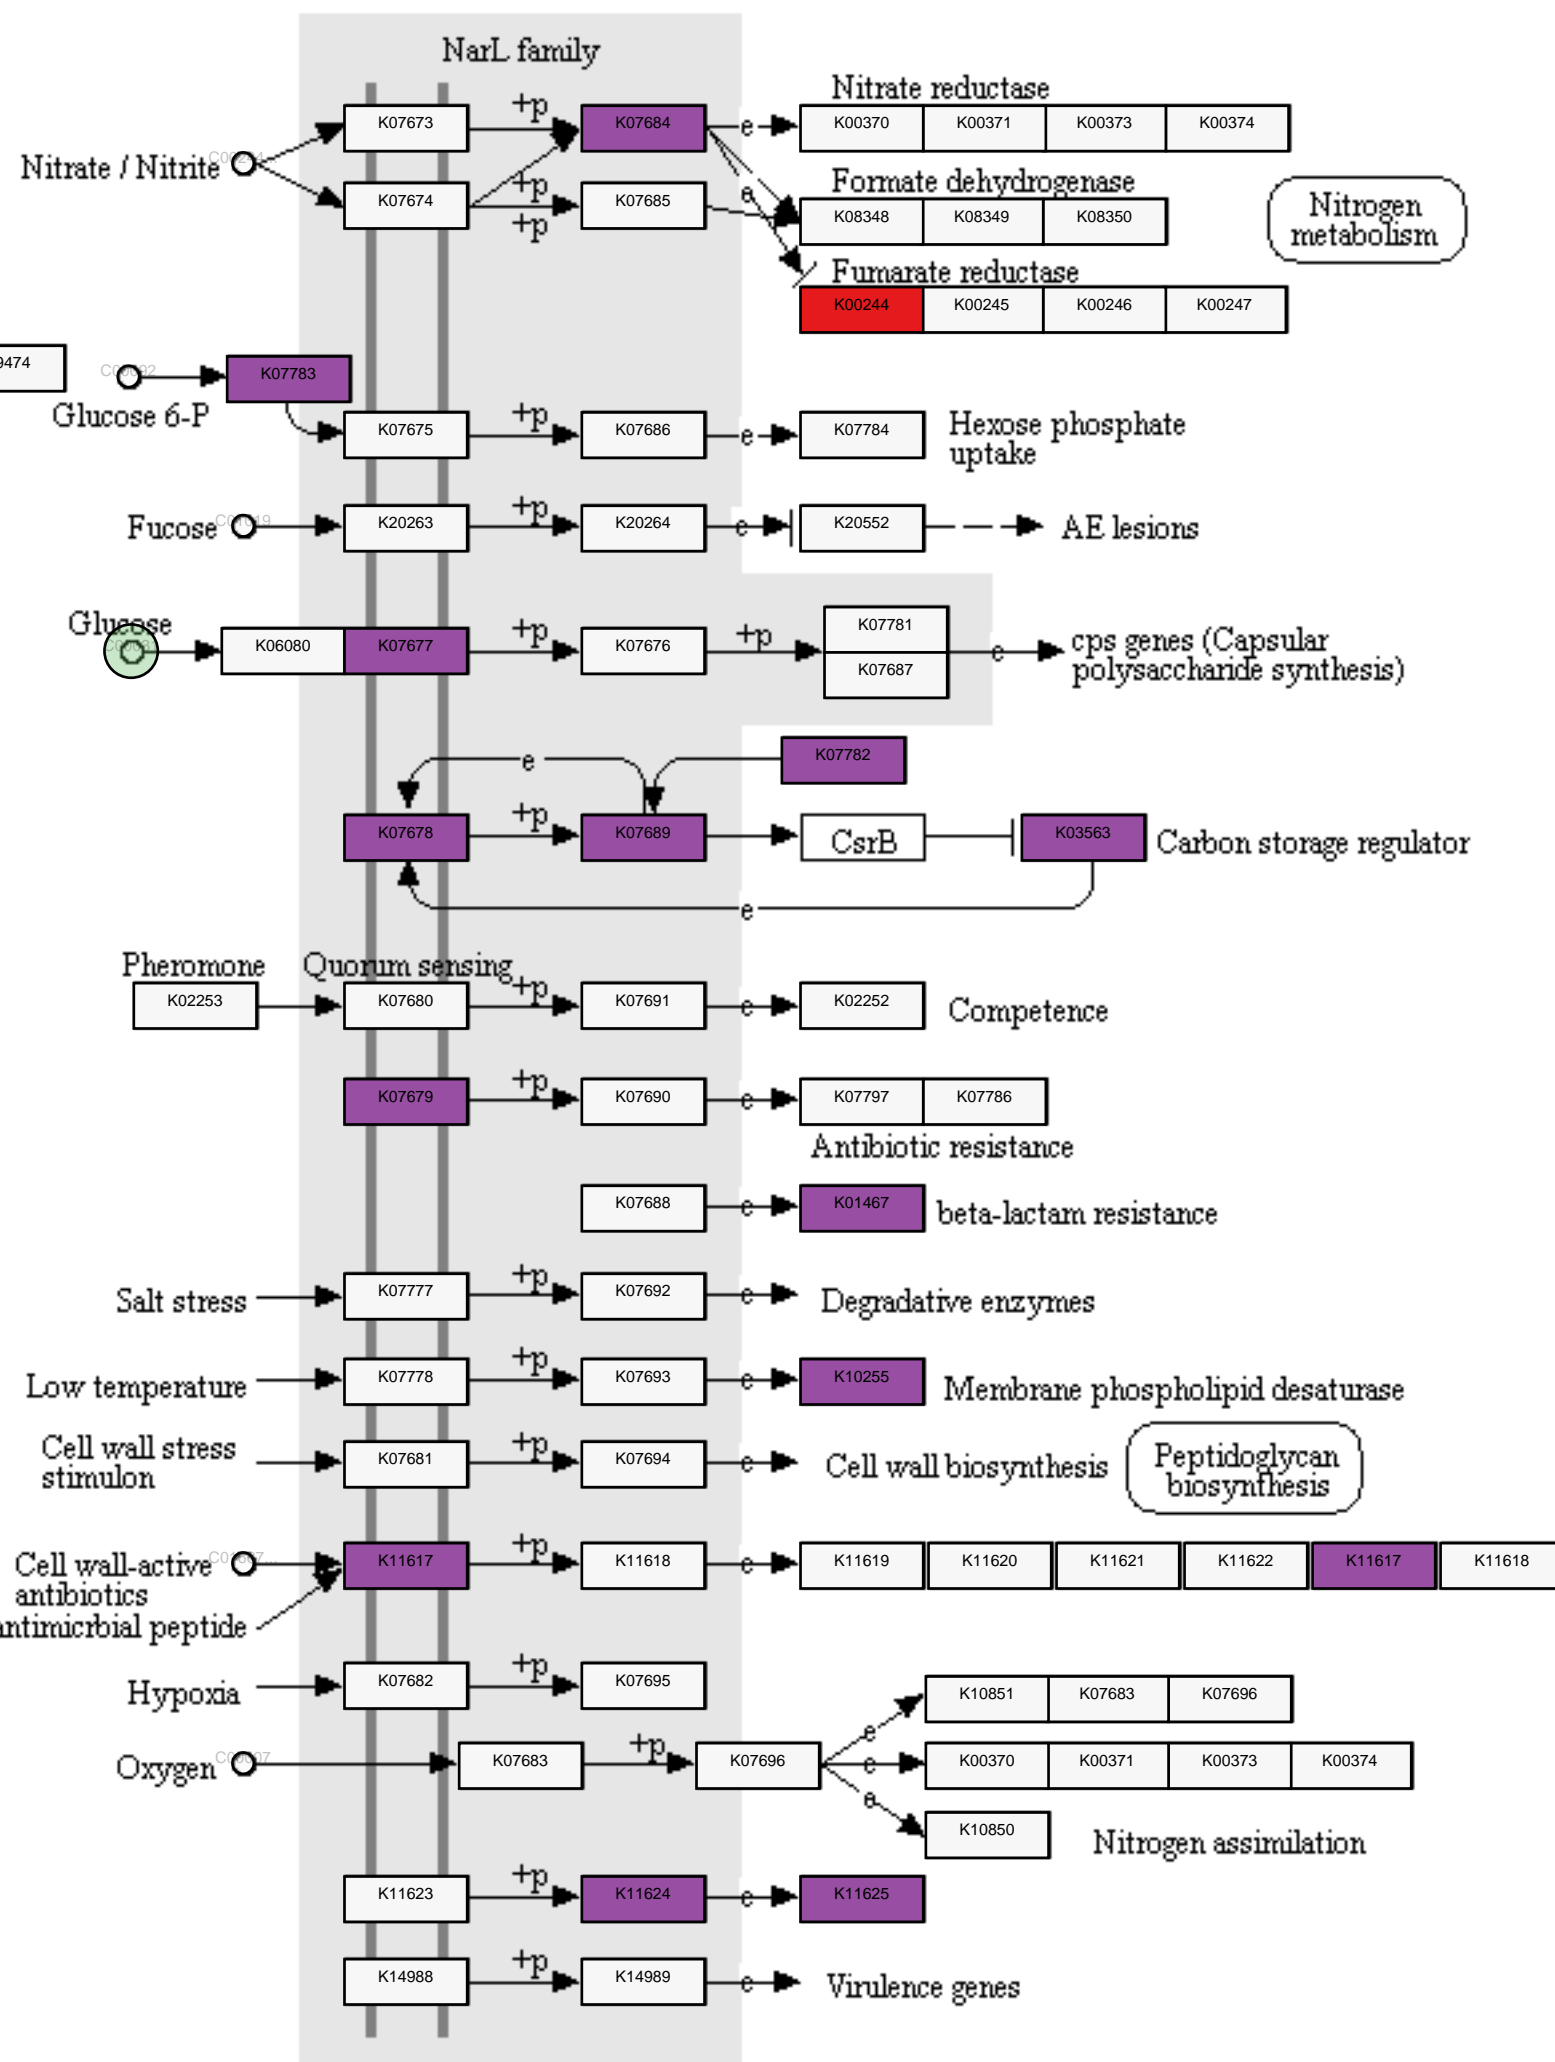 NarL family
Nitrate reductase
K07673 +p K07684 e K00370 K00371 K00373 K00374
Nitrate / Nitrite
Formate dehydrogenase
K07674 +p K07685 e K08348 K08349 K08350
+p
Nitrogen
metabolism
Fumarate reductase
K00244 K00245 K00246 K00247
9474
K07783
Glucose 6-P
K07675 +p K07686 e K07784
Hexose phosphate
uptake
Fucose K20263 +p K20264 e K20552 AE lesions
Glucose
K06080 K07677 +p K07676 +p K07781
K07687
e
cps genes (Capsular
polysaccharide synthesis)
e K07782
K07678 +p K07689 CsrB K03563 Carbon storage regulator
e
Pheromone Quorum sensing
K02253 K07680 +p K07691 e K02252 Competence
K07679 +p K07690 e K07797 K07786
Antibiotic resistance
K07688 e K01467 beta-lactam resistance
Salt stress K07777 +p K07692 e Degradative enzymes
Low temperature K07778 +p K07693 e K10255 Membrane phospholipid desaturase
Cell wall stress
stimulon
K07681 +p K07694 e Cell wall biosynthesis
Peptidoglycan
biosynthesis
Cell wall-active
antibiotics
K11617 +p K11618 e K11619 K11620 K11621 K11622 K11617 K11618
antimicrbial peptide
Hypoxia K07682 +p K07695
K10851 K07683 K07696
e
Oxygen K07683 +p K07696 e K00370 K00371 K00373 K00374
e
K10850 Nitrogen assimilation
K11623 +p K11624 e K11625
K14988 +p K14989 e Virulence genes